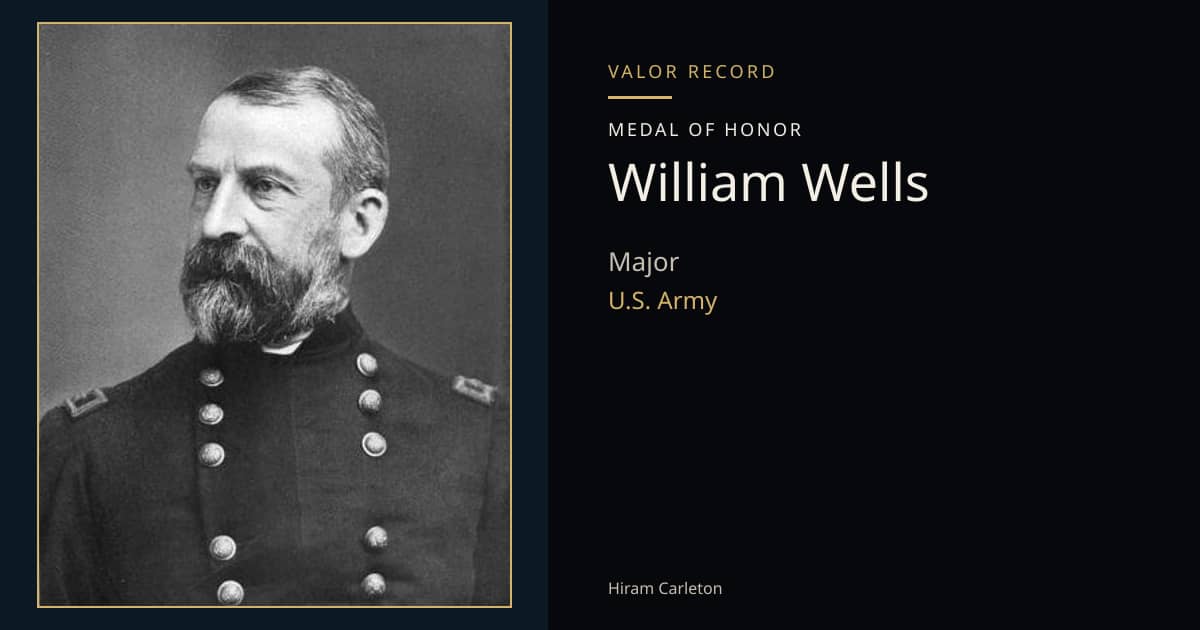 VALOR RECORD
MEDAL OF HONOR
William Wells
Major
U.S. Army
Hiram Carleton